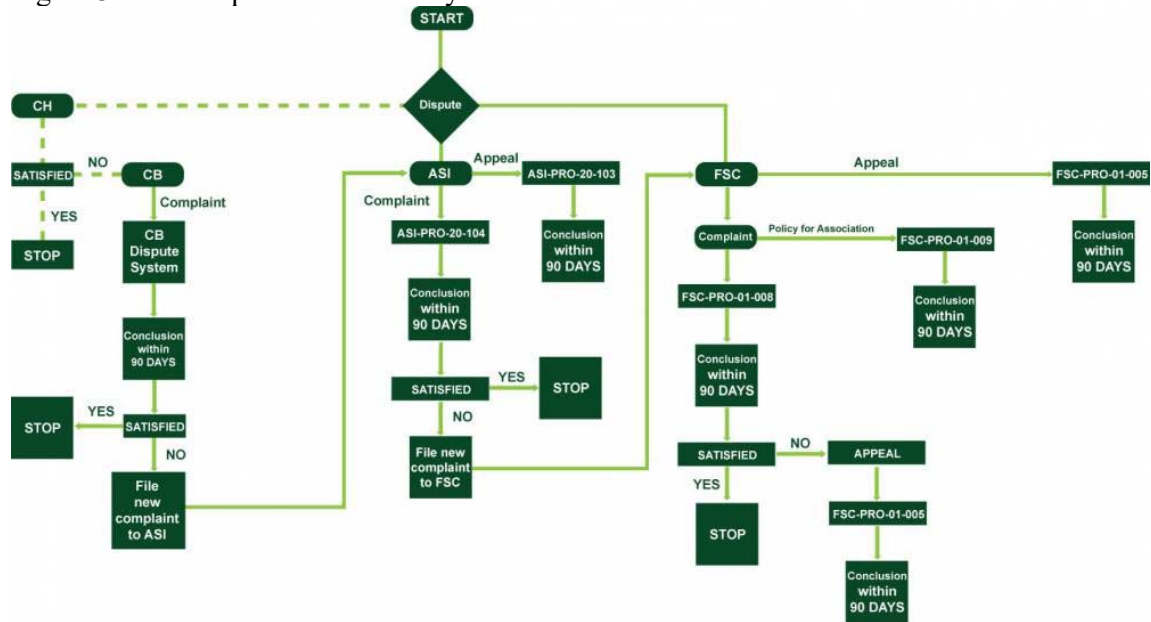 START
Dispute
CH
SATISFIED
NO
YES
STOP
CB
Complaint
CB
Dispute
System
Conclusion
within
90 DAYS
SATISFIED
YES
STOP
NO
File
new
complaint
to ASI
ASI
Appeal
ASI-PRO-20-103
Conclusion
within
90 DAYS
Complaint
ASI-PRO-20-104
Conclusion
within
90 DAYS
SATISFIED
YES
STOP
NO
File new
complaint
to FSC
FSC
Appeal
FSC-PRO-01-005
Conclusion
within
90 DAYS
Complaint
Policy for Association
FSC-PRO-01-009
Conclusion
within
90 DAYS
FSC-PRO-01-008
Conclusion
within
90 DAYS
SATISFIED
YES
STOP
NO
APPEAL
FSC-PRO-01-005
Conclusion
within
90 DAYS